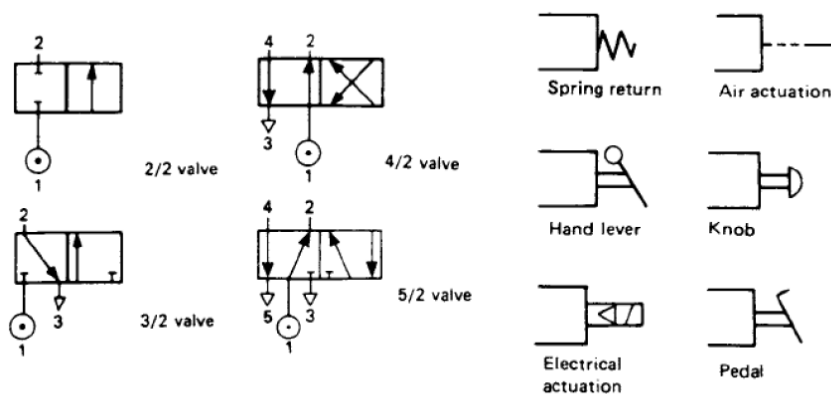 2
1
2/2 valve
4 2
3
1
4/2 valve
2
3
1
3/2 valve
4 2
5 3
1
5/2 valve
Spring return
Air actuation
Hand lever
Knob
Electrical
actuation
Pedal